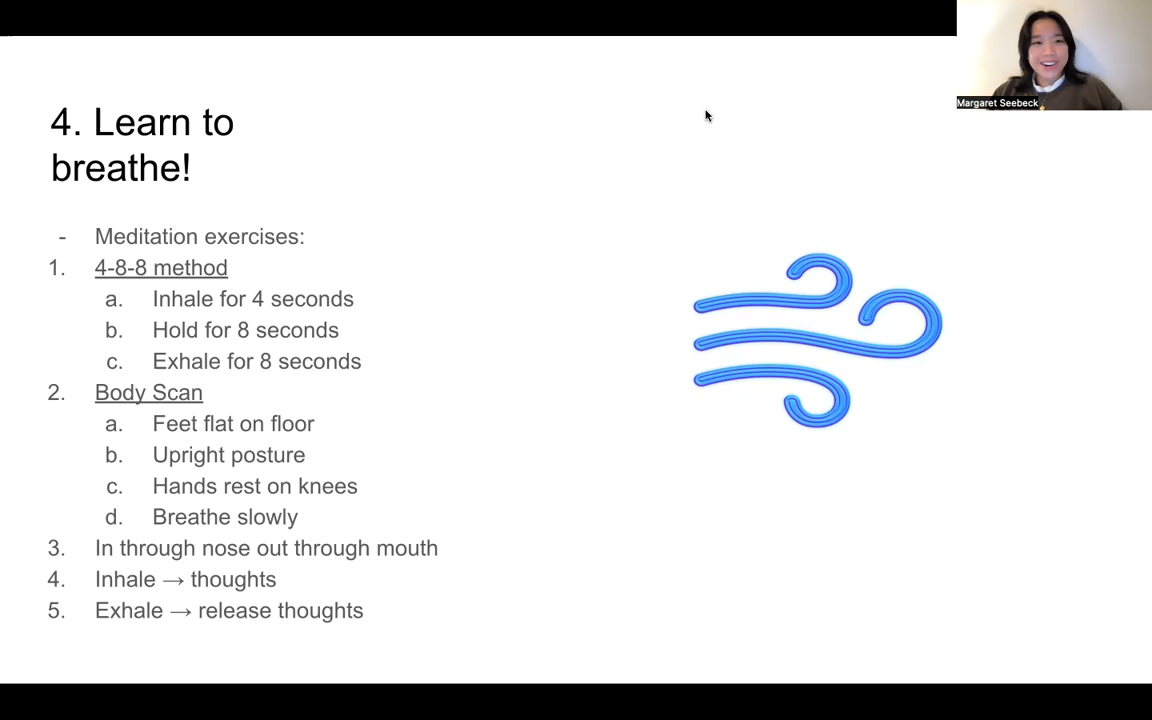 4. Learn to
breathe!
- Meditation exercises:
1. 4-8-8 method
a. Inhale for 4 seconds
b. Hold for 8 seconds
c. Exhale for 8 seconds
2. Body Scan
a. Feet flat on floor
b. Upright posture
c. Hands rest on knees
d. Breathe slowly
3. In through nose out through mouth
4. Inhale → thoughts
5. Exhale → release thoughts
Margaret Seebeck